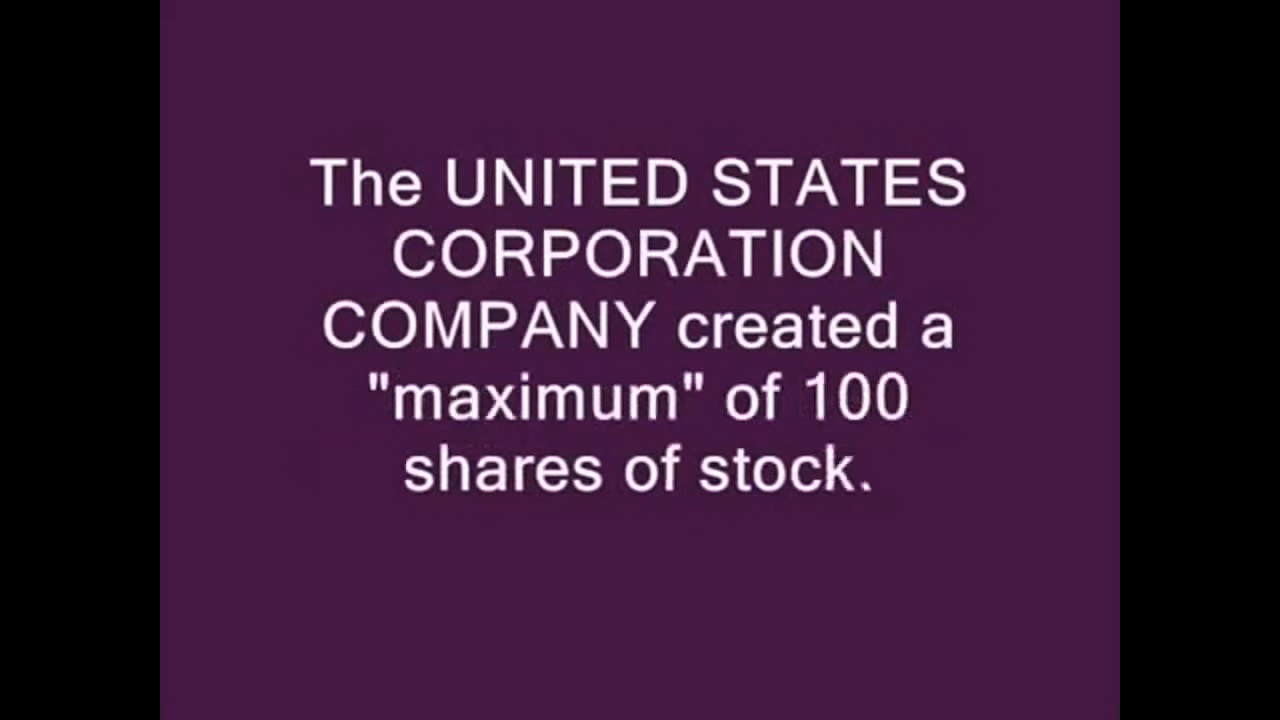 The UNITED STATES
CORPORATION
COMPANY created a
"maximum" of 100
shares of stock.